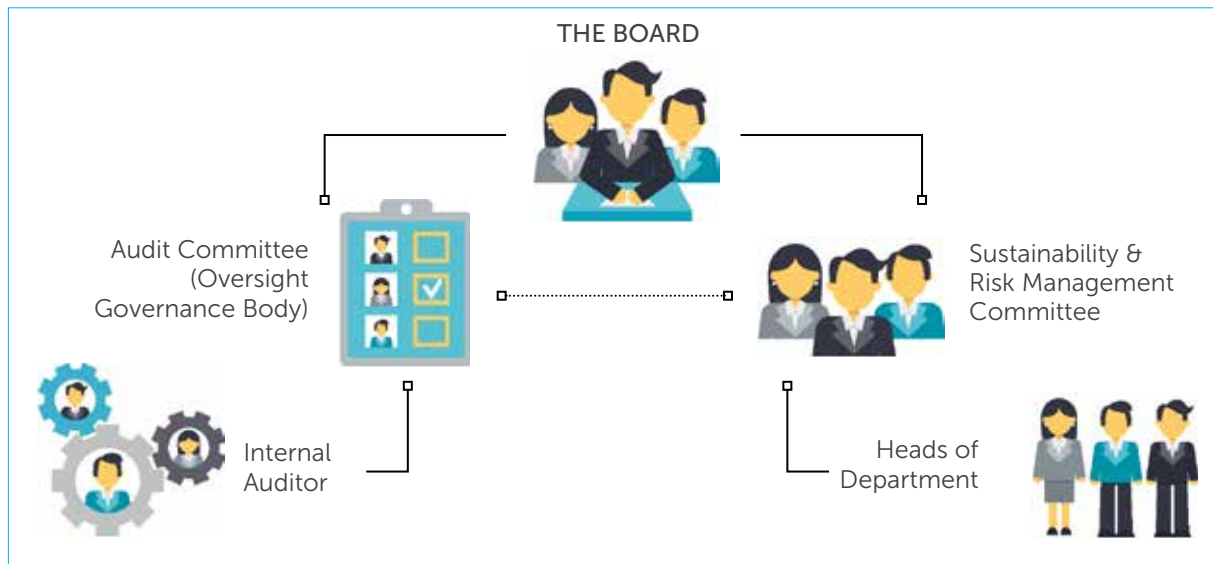 THE BOARD
Audit Committee
(Oversight
Governance Body)
Sustainability &
Risk Management
Committee
Internal
Auditor
Heads of
Department